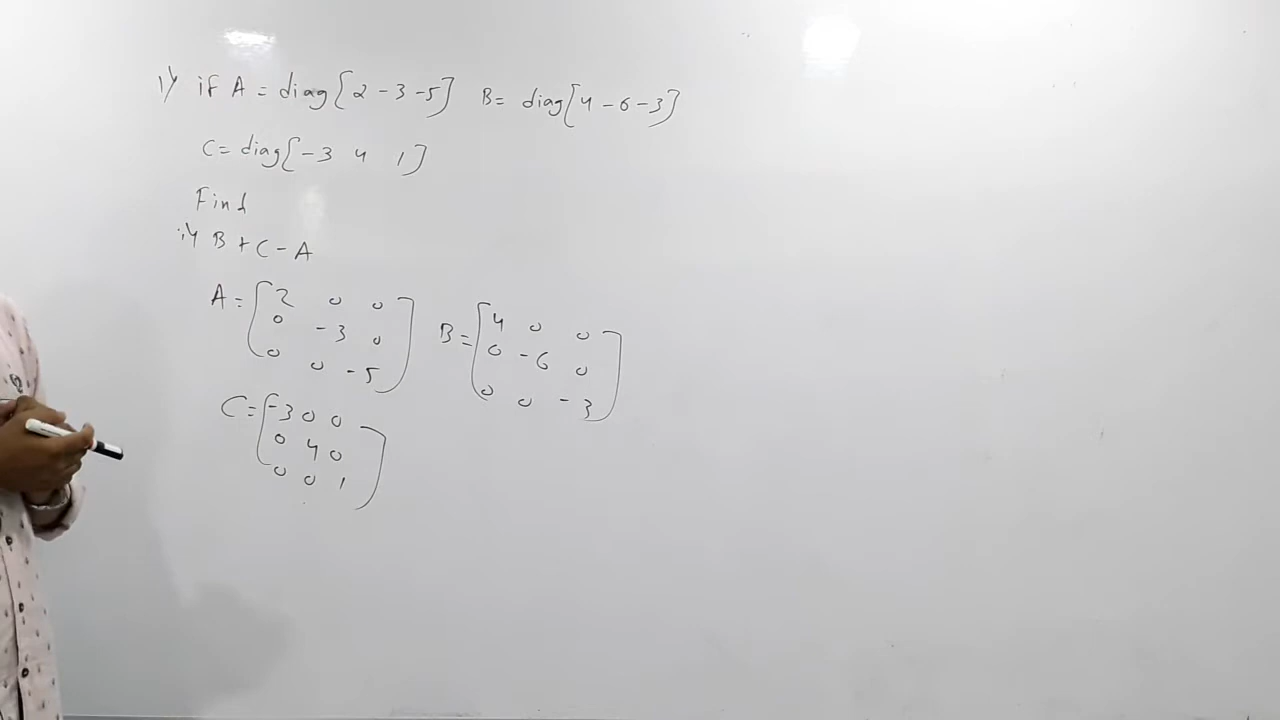 1) if A = diag[2 -3 -5] B = diag[4 -6 -3]
C = diag[-3 4 1]
Find
i) B + C - A
A = [2 0 0
0 -3 0
0 0 -5]
B = [4 0 0
0 -6 0
0 0 -3]
C = [-3 0 0
0 4 0
0 0 1]